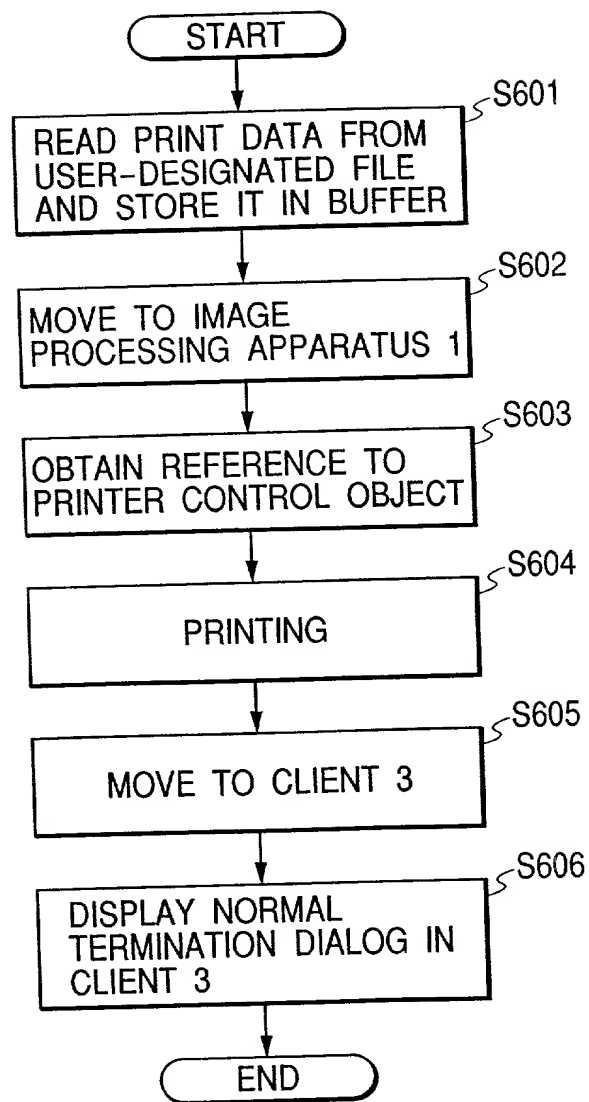 START
S601
READ PRINT DATA FROM
USER-DESIGNATED FILE
AND STORE IT IN BUFFER
S602
MOVE TO IMAGE
PROCESSING APPARATUS 1
S603
OBTAIN REFERENCE TO
PRINTER CONTROL OBJECT
S604
PRINTING
S605
MOVE TO CLIENT 3
S606
DISPLAY NORMAL
TERMINATION DIALOG IN
CLIENT 3
END